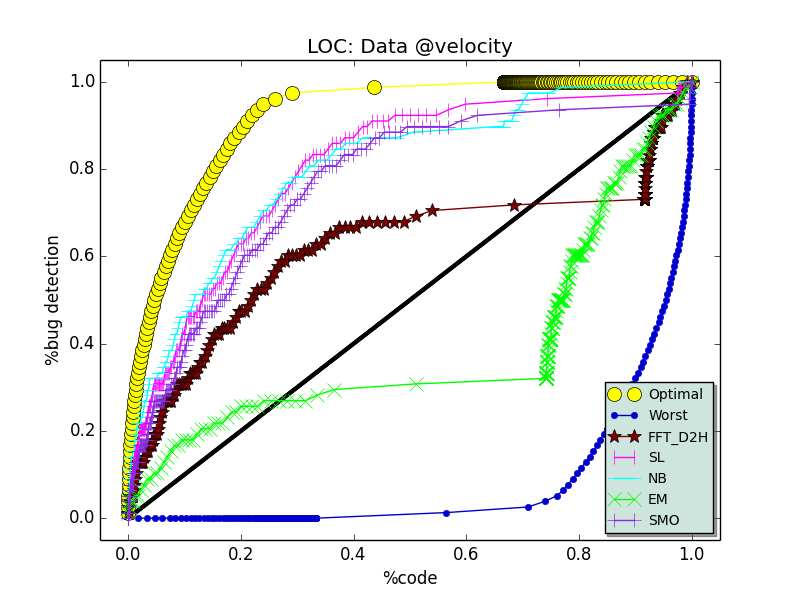 LOC: Data @velocity
1.0
0.8
0.6
0.4
0.2
0.0
%bug detection
Optimal
Worst
FFT_D2H
SL
NB
EM
SMO
0.0 0.2 0.4 0.6 0.8 1.0
%code